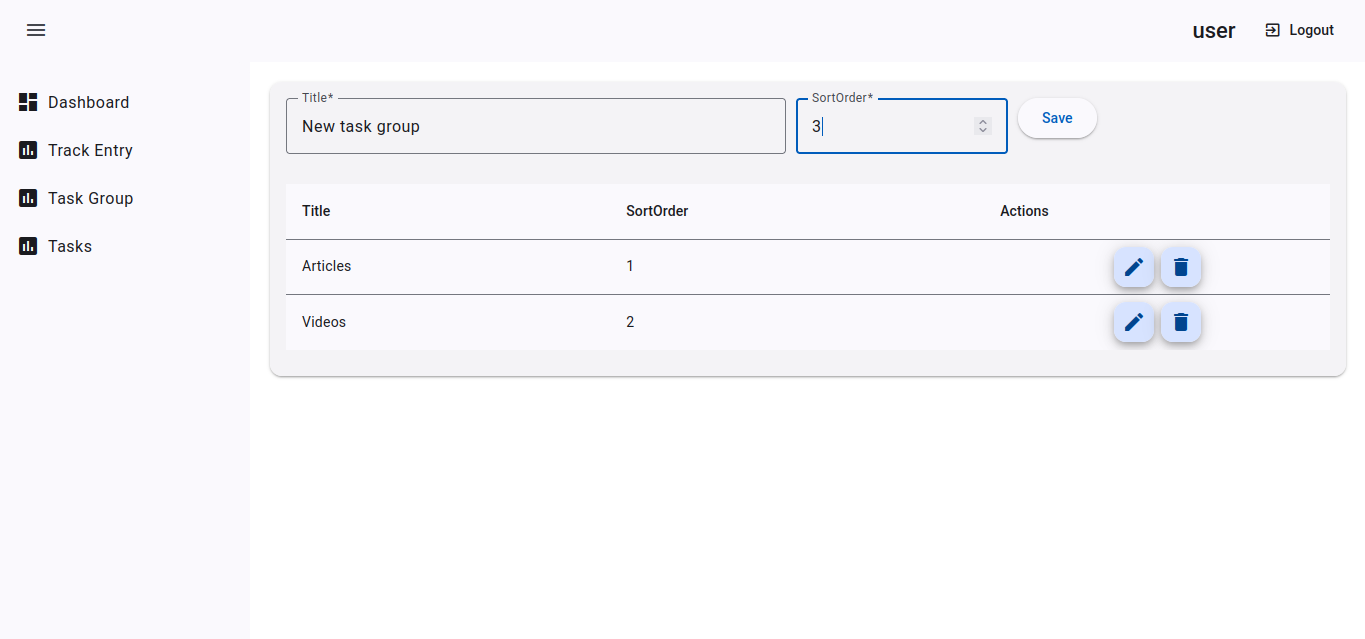 user Logout
Dashboard
Track Entry
Task Group
Tasks
Title* SortOrder*
New task group 3 Save
Title SortOrder Actions
Articles 1
Videos 2